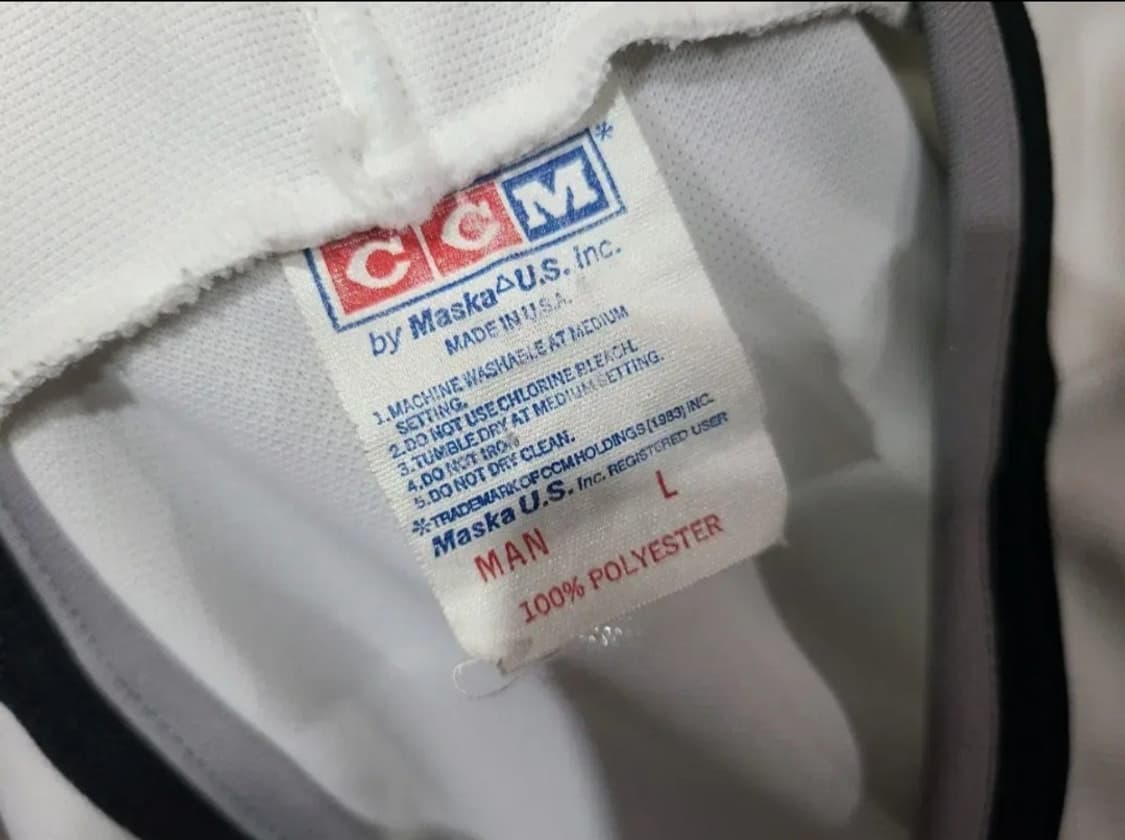 CCM*
by Maska△U.S. Inc.
MADE IN U.S.A.
1.MACHINE WASHABLE AT MEDIUM
SETTING.
2.DO NOT USE CHLORINE BLEACH.
3.TUMBLE DRY AT MEDIUM SETTING.
4.DO NOT IRON
5.DO NOT DRY CLEAN.
*TRADEMARK OF CCM HOLDINGS (1983) INC.
Maska U.S. Inc. REGISTERED USER
MAN L
100% POLYESTER